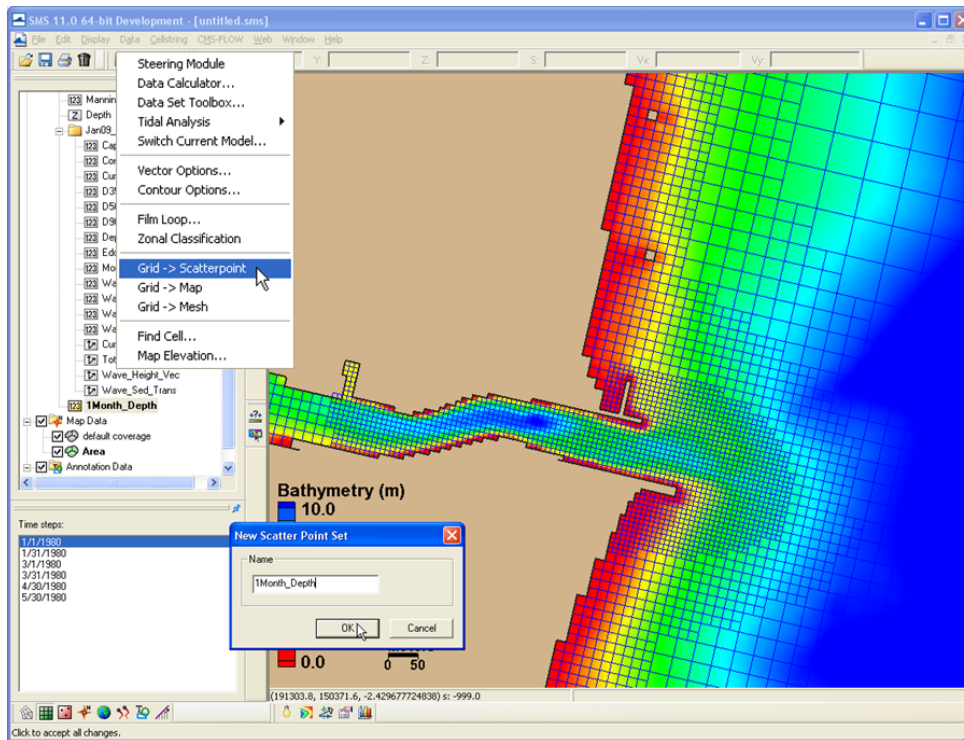 SMS 11.0 64-bit Development - [untitled.sms]
File Edit Display Data Cellstring CMS-FLOW Web Window Help
Y: Z: S: Vx: Vy:
Steering Module
Data Calculator...
Data Set Toolbox...
Tidal Analysis
Switch Current Model...
Vector Options...
Contour Options...
Film Loop...
Zonal Classification
Grid -> Scatterpoint
Grid -> Map
Grid -> Mesh
Find Cell...
Map Elevation...
Depth
Jan09_
Wave_Height_Vec
Wave_Sed_Trans
1Month_Depth
Map Data
default coverage
Area
Annotation Data
Time steps:
1/1/1980
1/31/1980
3/1/1980
3/31/1980
4/30/1980
5/30/1980
Bathymetry (m)
10.0
New Scatter Point Set
Name
1Month_Depth
OK Cancel
0.0
0 50
(191303.8, 150371.6, -2.429677724838) s: -999.0
Click to accept all changes.